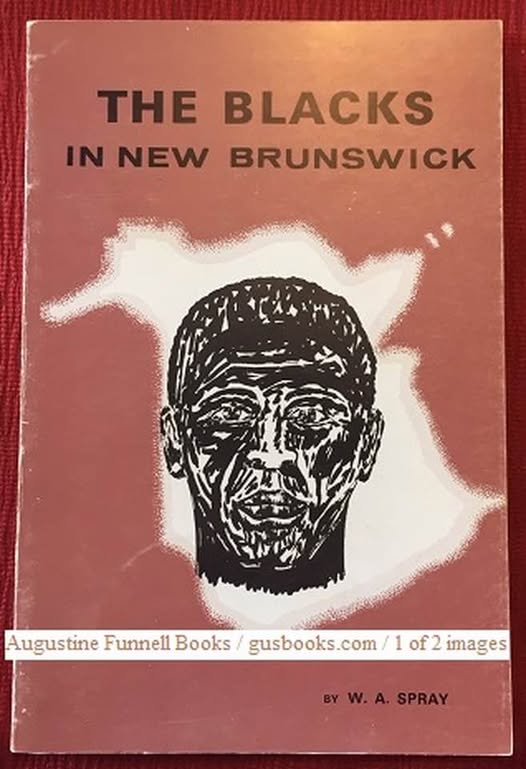 THE BLACKS
IN NEW BRUNSWICK
Augustine Funnell Books / gusbooks.com / 1 of 2 images
BY W. A. SPRAY